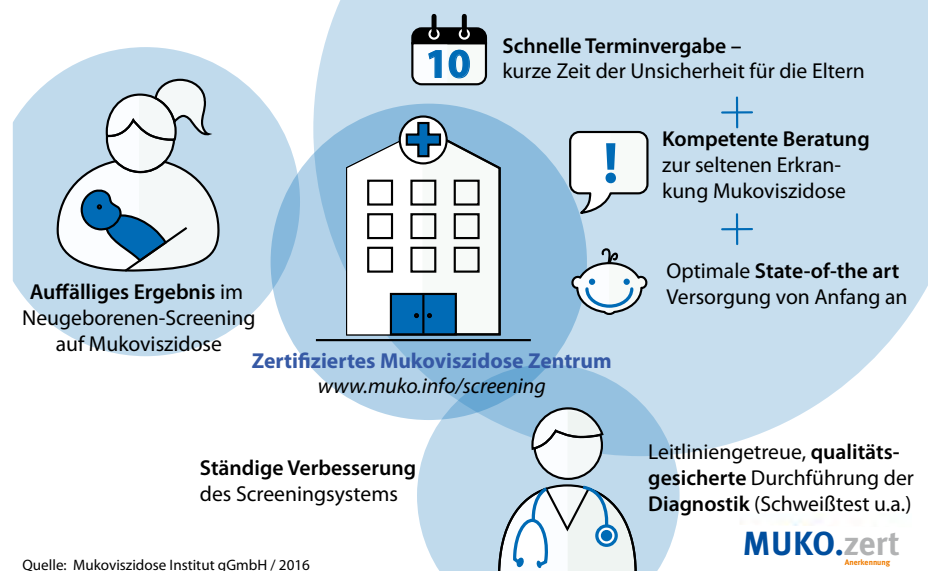 10
Schnelle Terminvergabe –
kurze Zeit der Unsicherheit für die Eltern
Kompetente Beratung
zur seltenen Erkran-
kung Mukoviszidose
Optimale State-of-the art
Versorgung von Anfang an
Auffälliges Ergebnis im
Neugeborenen-Screening
auf Mukoviszidose
Zertifiziertes Mukoviszidose Zentrum
www.muko.info/screening
Ständige Verbesserung
des Screeningsystems
Leitliniengetreue, qualitäts-
gesicherte Durchführung der
Diagnostik (Schweißtest u.a.)
MUKO.zert
Anerkennung
Quelle: Mukoviszidose Institut gGmbH / 2016